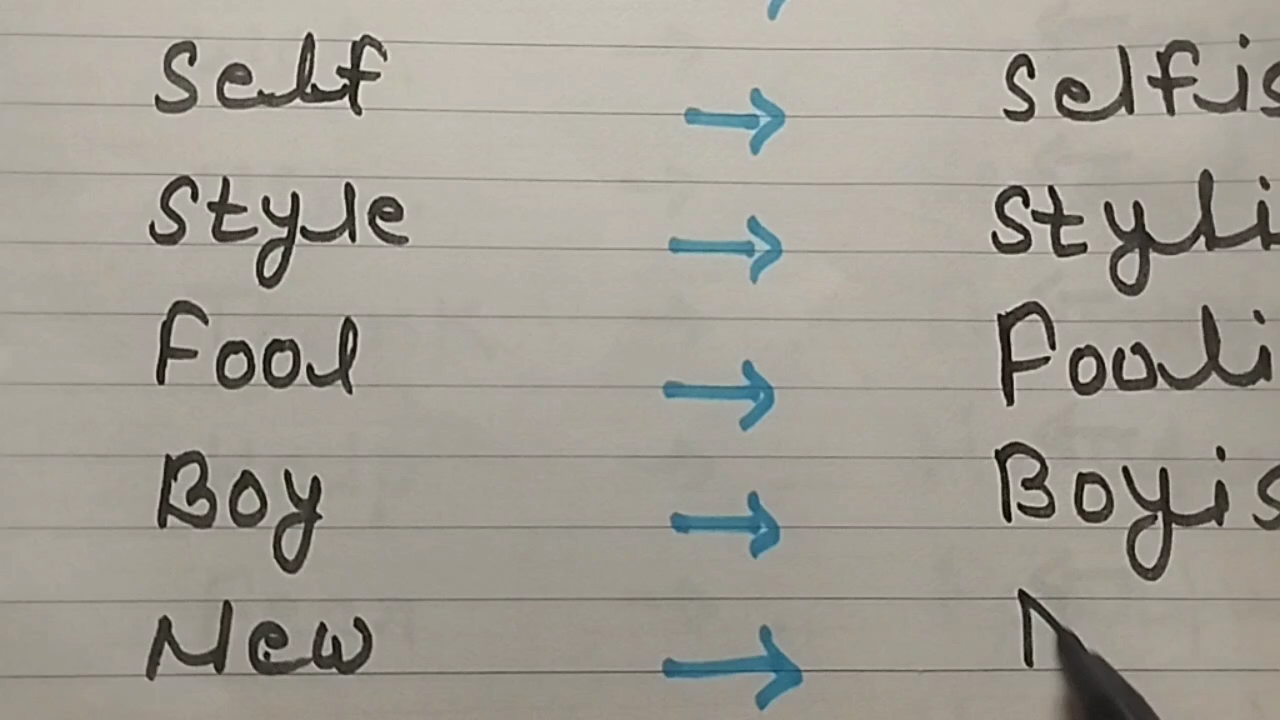 Self → Selfis
Style → Styli
Fool → Fooli
Boy → Boyis
New → N